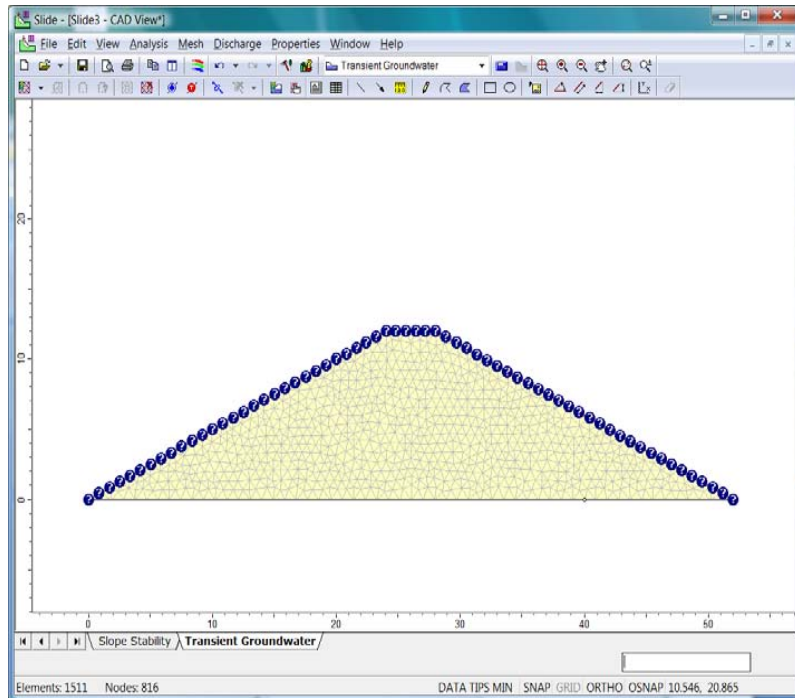 Slide - [Slide3 - CAD View*]
File Edit View Analysis Mesh Discharge Properties Window Help
Transient Groundwater
20
10
0
0 10 20 30 40 50
Slope Stability Transient Groundwater
Elements: 1511 Nodes: 816 DATA TIPS MIN SNAP GRID ORTHO OSNAP 10.546, 20.865